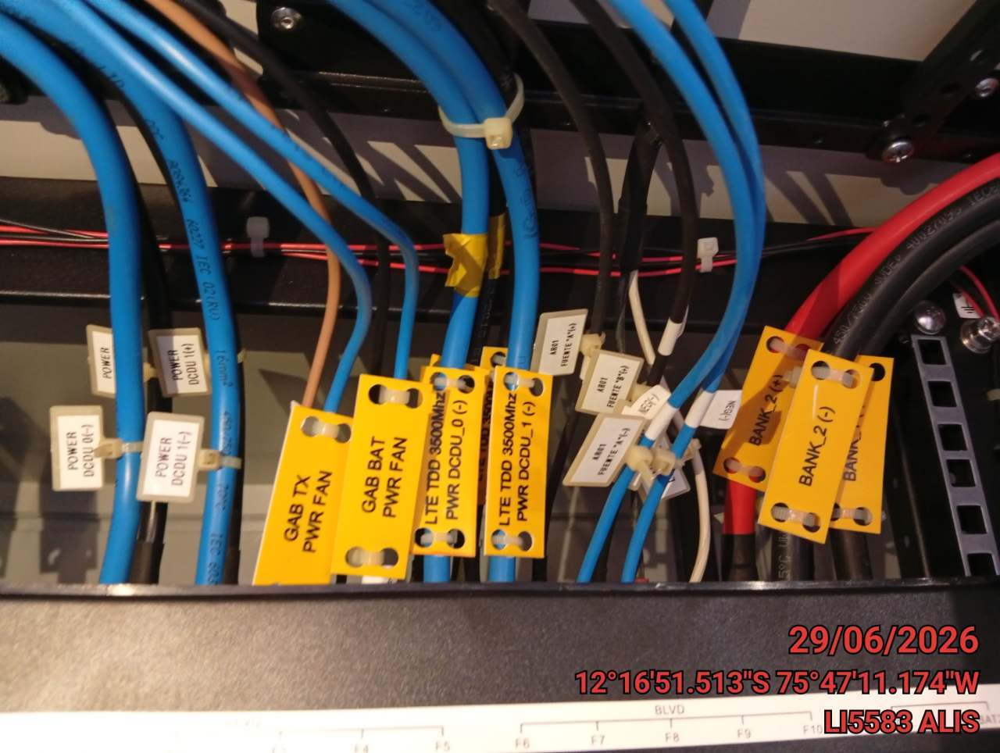 POWER
POWER
DCDU 1(+)
POWER
DCDU 0(-)
POWER
DCDU 1(-)
16mm²
GAB TX
PWR FAN
GAB BAT
PWR FAN
LTE TDD 3500Mhz
PWR DCDU_0 (-)
LTE TDD 3500Mhz
PWR DCDU_1 (-)
AR01
FUENTE "A"(+)
AR01
FUENTE "B"(+)
AR01
FUENTE "A"(-)
NEG(-)
NEG(-)
BANK_2 (+)
BANK_2 (-)
29/06/2026
12°16'51.513"S 75°47'11.174"W
LI5583 ALIS
BLVD
F4
F5
F6
F7
F8
F9
F10